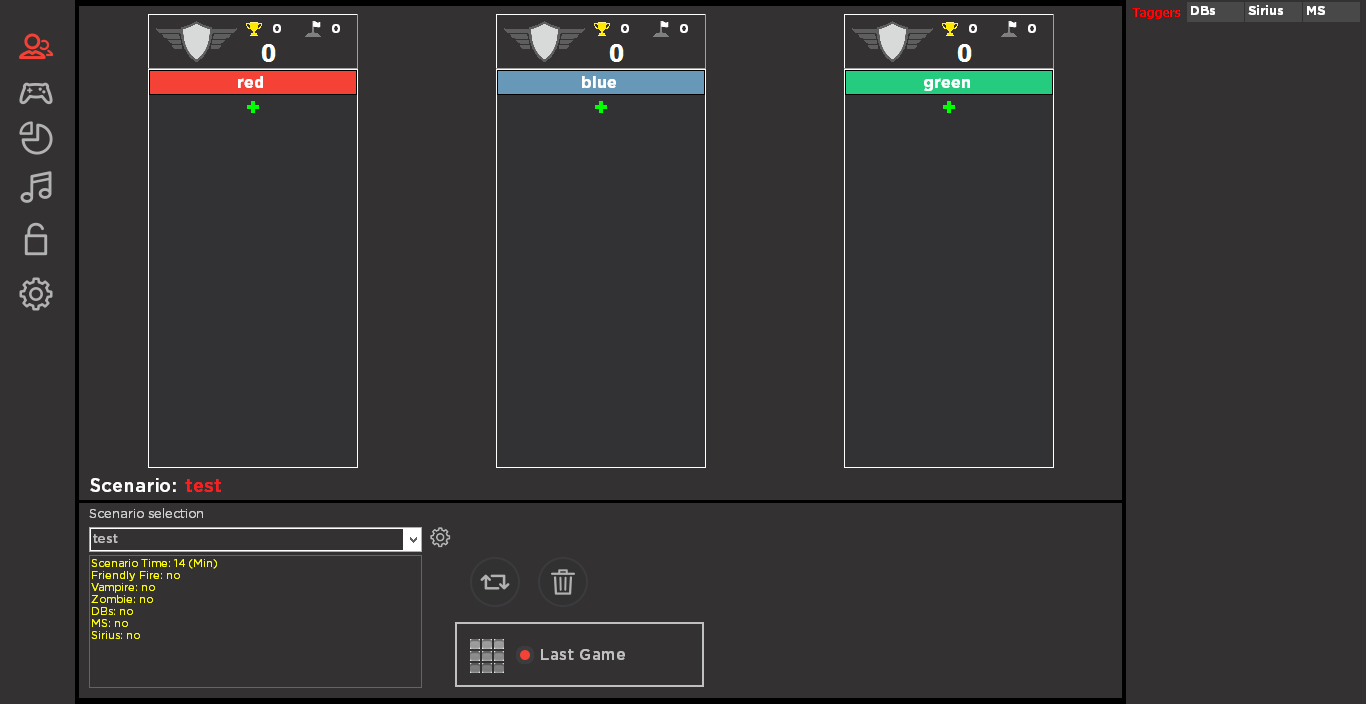 0 0
0
red
0 0
0
blue
0 0
0
green
Taggers DBs Sirius MS
Scenario: test
Scenario selection
test
Scenario Time: 14 (Min)
Friendly Fire: no
Vampire: no
Zombie: no
DBs: no
MS: no
Sirius: no
Last Game